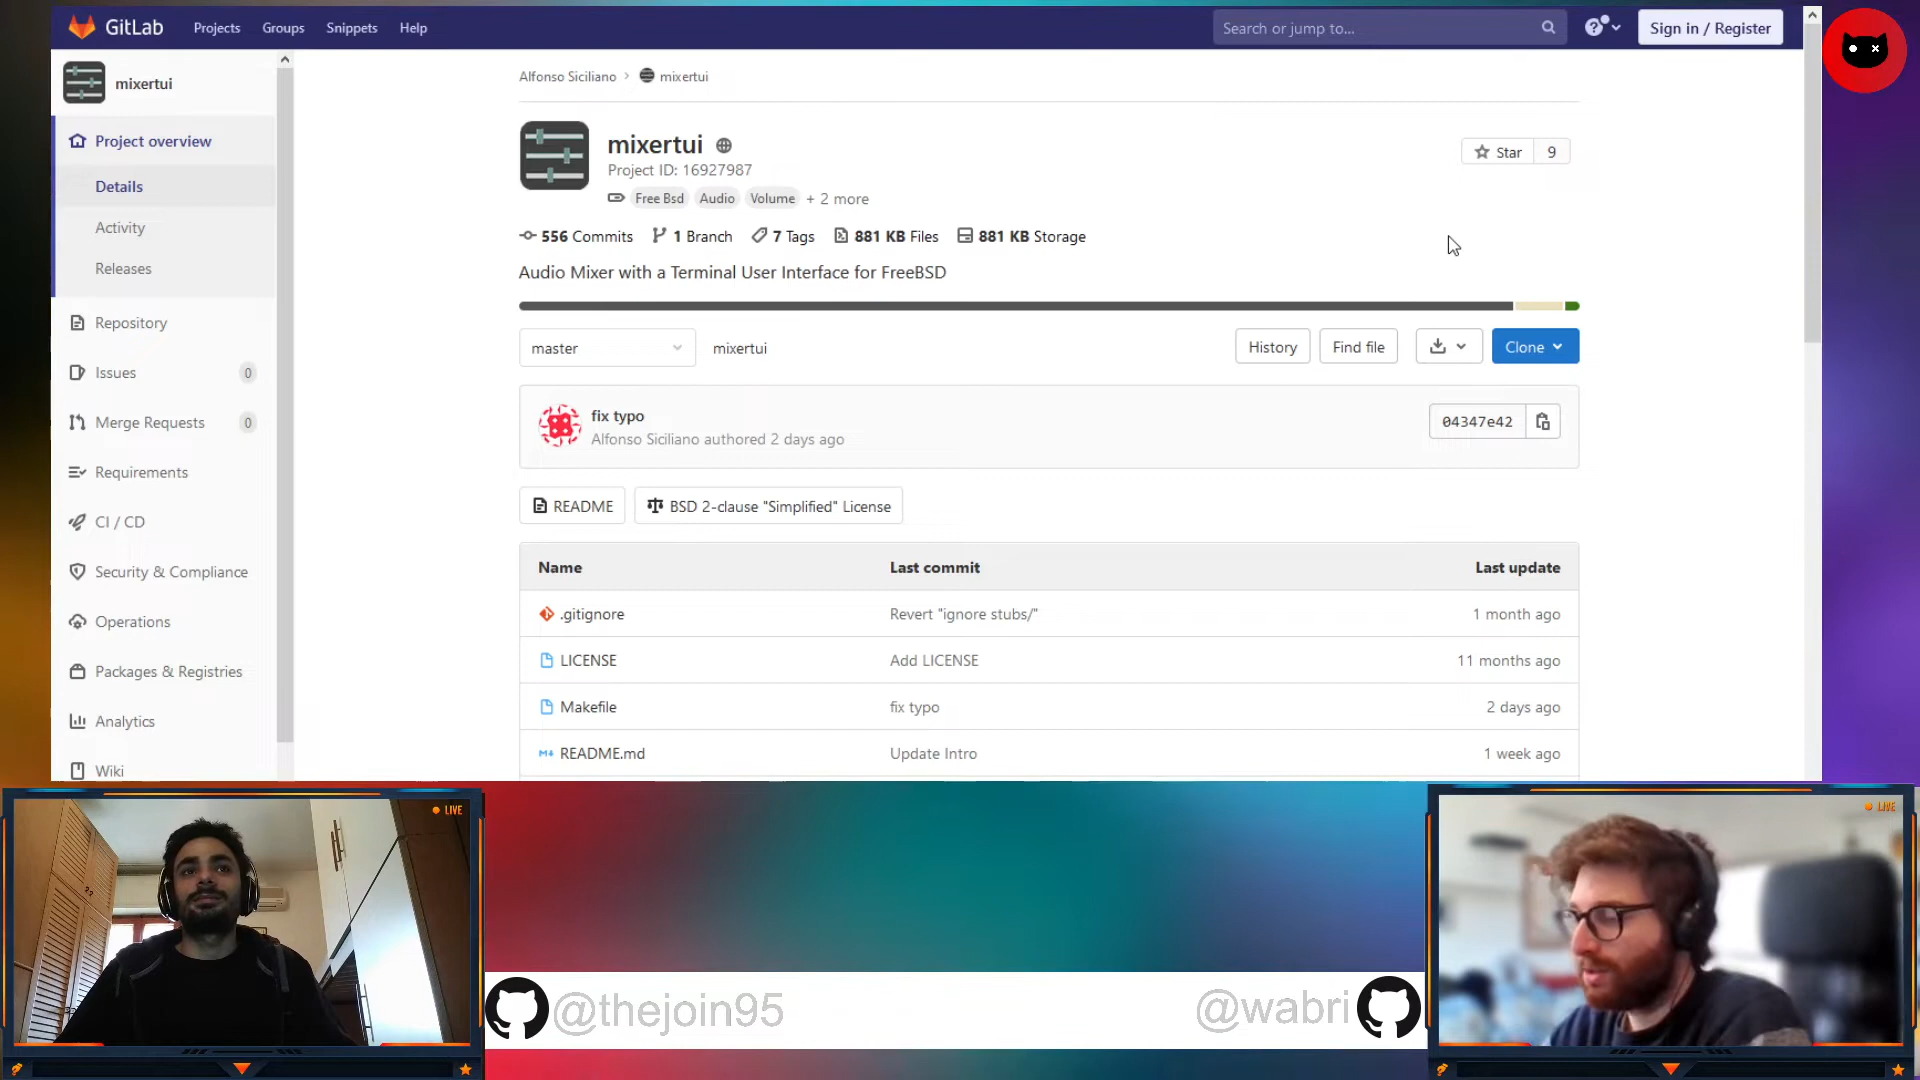 GitLab Projects Groups Snippets Help Search or jump to... Sign in / Register
mixertui
Project overview
Details
Activity
Releases
Repository
Issues 0
Merge Requests 0
Requirements
CI / CD
Security & Compliance
Operations
Packages & Registries
Analytics
Wiki
Alfonso Siciliano › mixertui
mixertui
Project ID: 16927987
Star 9
Free Bsd Audio Volume + 2 more
556 Commits 1 Branch 7 Tags 881 KB Files 881 KB Storage
Audio Mixer with a Terminal User Interface for FreeBSD
master mixertui History Find file Clone
fix typo
Alfonso Siciliano authored 2 days ago
04347e42
README BSD 2-clause "Simplified" License
Name Last commit Last update
.gitignore Revert "ignore stubs/" 1 month ago
LICENSE Add LICENSE 11 months ago
Makefile fix typo 2 days ago
README.md Update Intro 1 week ago
LIVE
LIVE
@thejoin95
@wabri